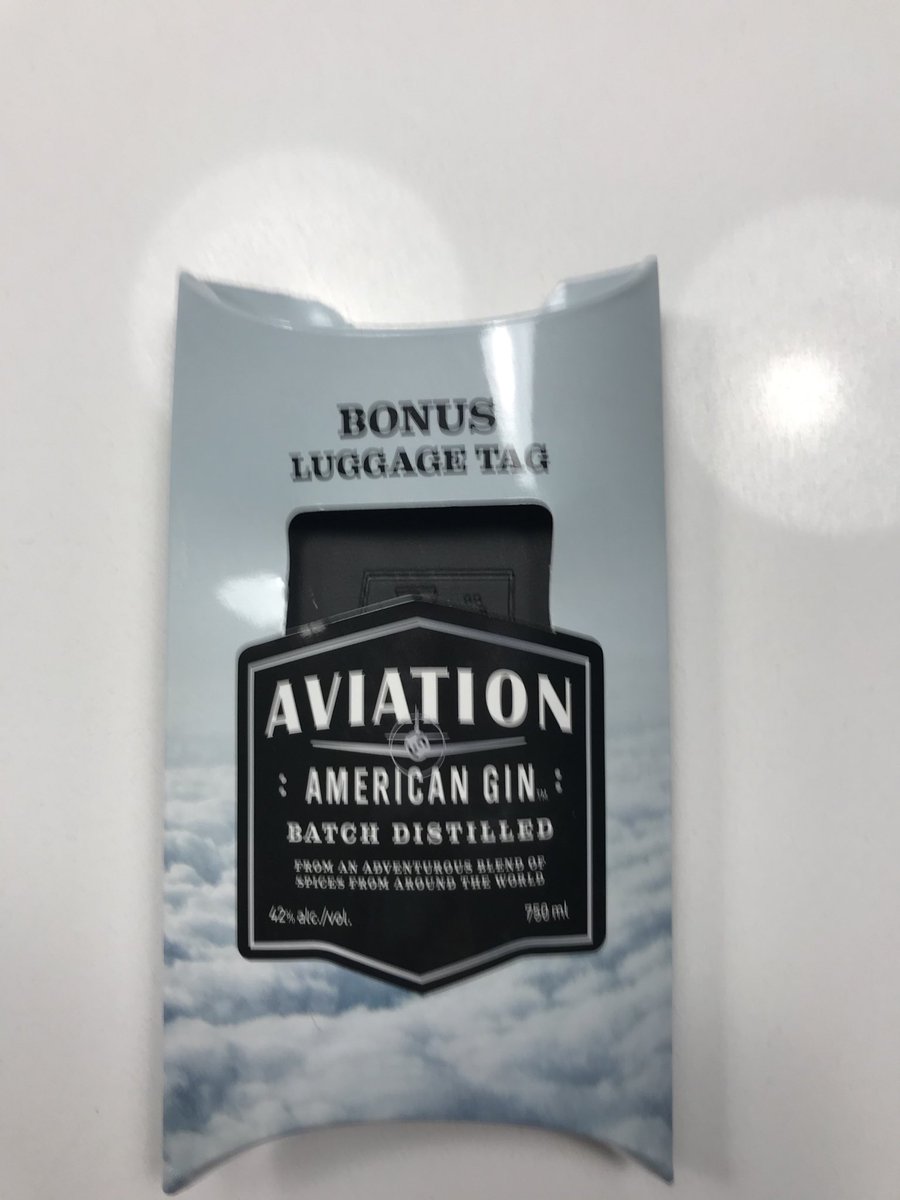 BONUS
LUGGAGE TAG
AVIATION
: AMERICAN GIN™ :
BATCH DISTILLED
FROM AN ADVENTUROUS BLEND OF
SPICES FROM AROUND THE WORLD
42% alc./vol. 750 ml